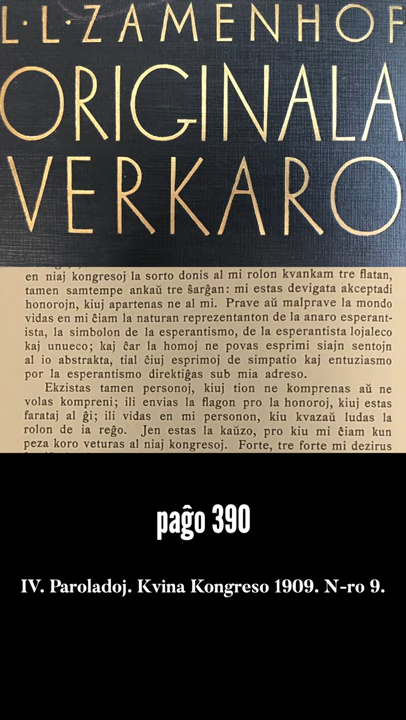 L·L·ZAMENHOF
ORIGINALA
VERKARO
en niaj kongresoj la sorto donis al mi rolon kvankam tre flatan,
tamen samtempe ankaŭ tre ŝarĝan: mi estas devigata akceptadi
honorojn, kiuj apartenas ne al mi. Prave aŭ malprave la mondo
vidas en mi ĉiam la naturan reprezentanton de la anaro esperant-
ista, la simbolon de la esperantismo, de la esperantista lojaleco
kaj unueco; kaj ĉar la homoj ne povas esprimi siajn sentojn
al io abstrakta, tial ĉiuj esprimoj de simpatio kaj entuziasmo
por la esperantismo direktiĝas sub mia adreso.
Ekzistas tamen personoj, kiuj tion ne komprenas aŭ ne
volas kompreni; ili envias la flagon pro la honoroj, kiuj estas
farataj al ĝi; ili vidas en mi personon, kiu kvazaŭ ludas la
rolon de ia reĝo. Jen estas la kaŭzo, pro kiu mi ĉiam kun
peza koro veturas al niaj kongresoj. Forte, tre forte mi dezirus
paĝo 390
IV. Paroladoj. Kvina Kongreso 1909. N-ro 9.